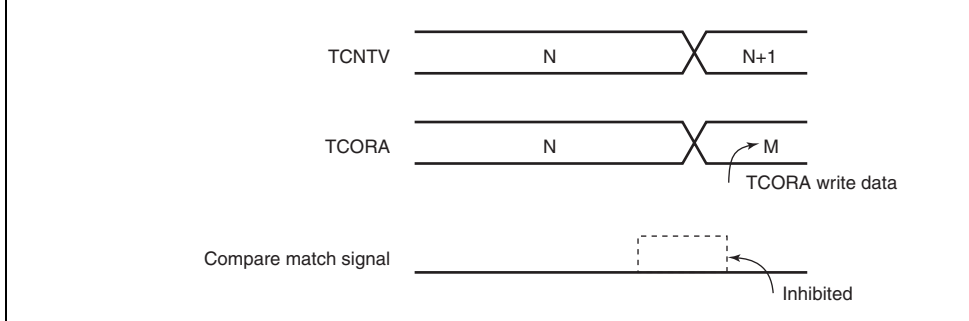 TCNTV N N+1
TCORA N M
TCORA write data
Compare match signal
Inhibited